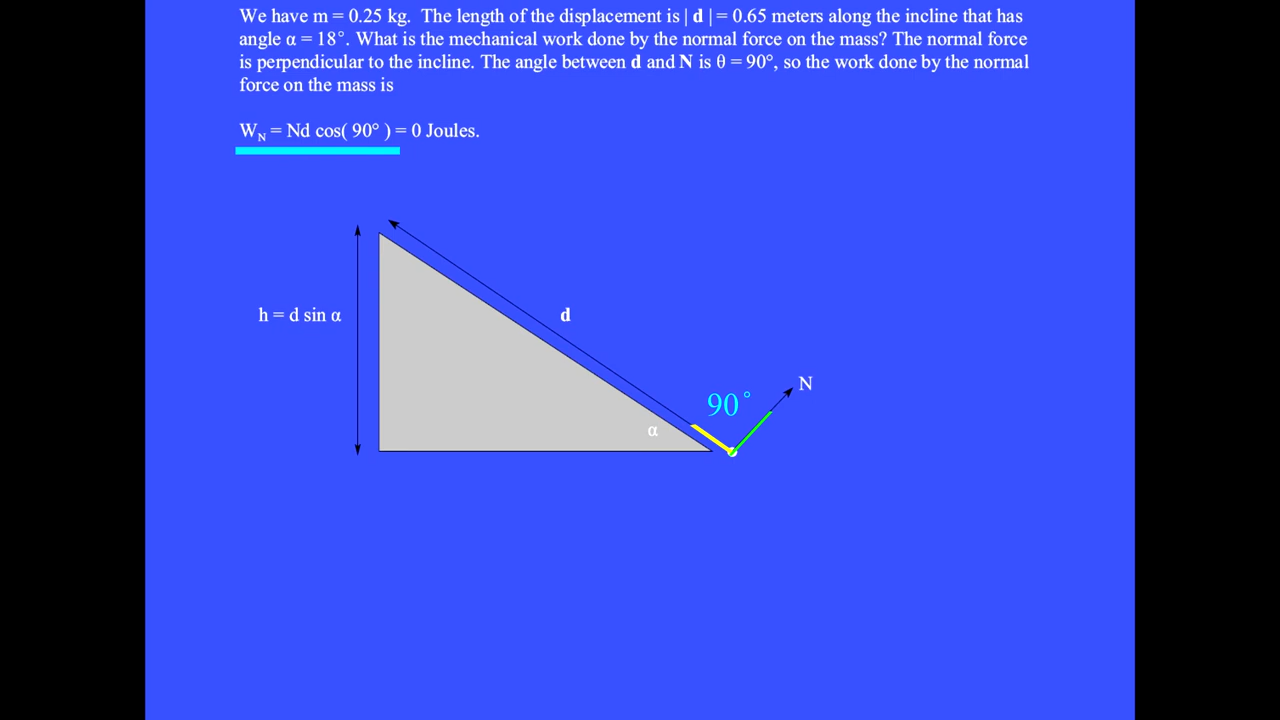 We have m = 0.25 kg.  The length of the displacement is | d | = 0.65 meters along the incline that has
angle α = 18°. What is the mechanical work done by the normal force on the mass? The normal force
is perpendicular to the incline. The angle between d and N is θ = 90°, so the work done by the normal
force on the mass is
W_N = Nd cos( 90° ) = 0 Joules.
h = d sin α
d
N
90°
α